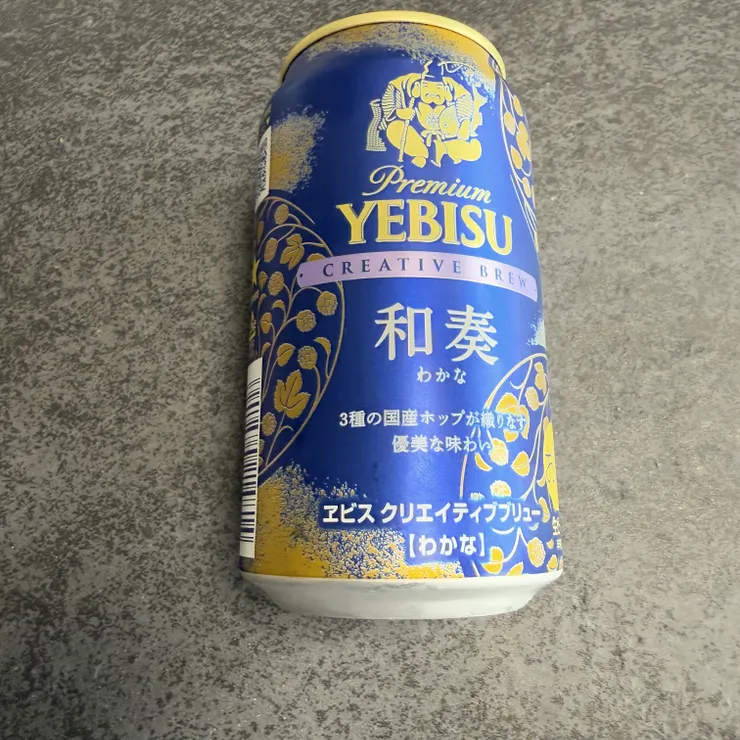 Premium
YEBISU
CREATIVE BREW
和奏
わかな
3種の国産ホップが織りなす
優美な味わい
ヱビス クリエイティブブリュー
【わかな】